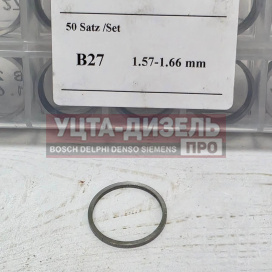 50 Satz /Set
B27 1.57-1.66 mm
УЦТА-ДИЗЕЛЬ
BOSCH DELPHI DENSO SIEMENS ПРО